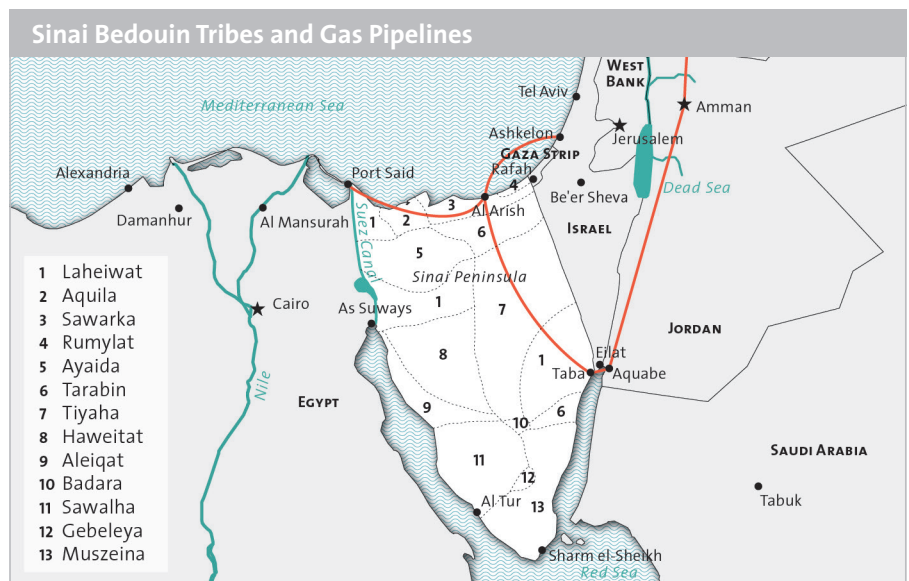 Sinai Bedouin Tribes and Gas Pipelines
WEST
BANK
Tel Aviv
Mediterranean Sea
Amman
Ashkelon
Jerusalem
GAZA STRIP
Alexandria
Port Said
Rafah
4
Dead Sea
Be'er Sheva
Damanhur
Al Mansurah
1
2
3
Al Arish
6
ISRAEL
Suez Canal
5
Sinai Peninsula
1 Laheiwat
2 Aquila
3 Sawarka
4 Rumylat
5 Ayaida
6 Tarabin
7 Tiyaha
8 Haweitat
9 Aleiqat
10 Badara
11 Sawalha
12 Gebeleya
13 Muszeina
Cairo
As Suways
1
7
JORDAN
8
1
Eilat
Taba
Aquabe
Nile
EGYPT
9
10
6
SAUDI ARABIA
11
12
Tabuk
Al Tur
13
Sharm el-Sheikh
Red Sea